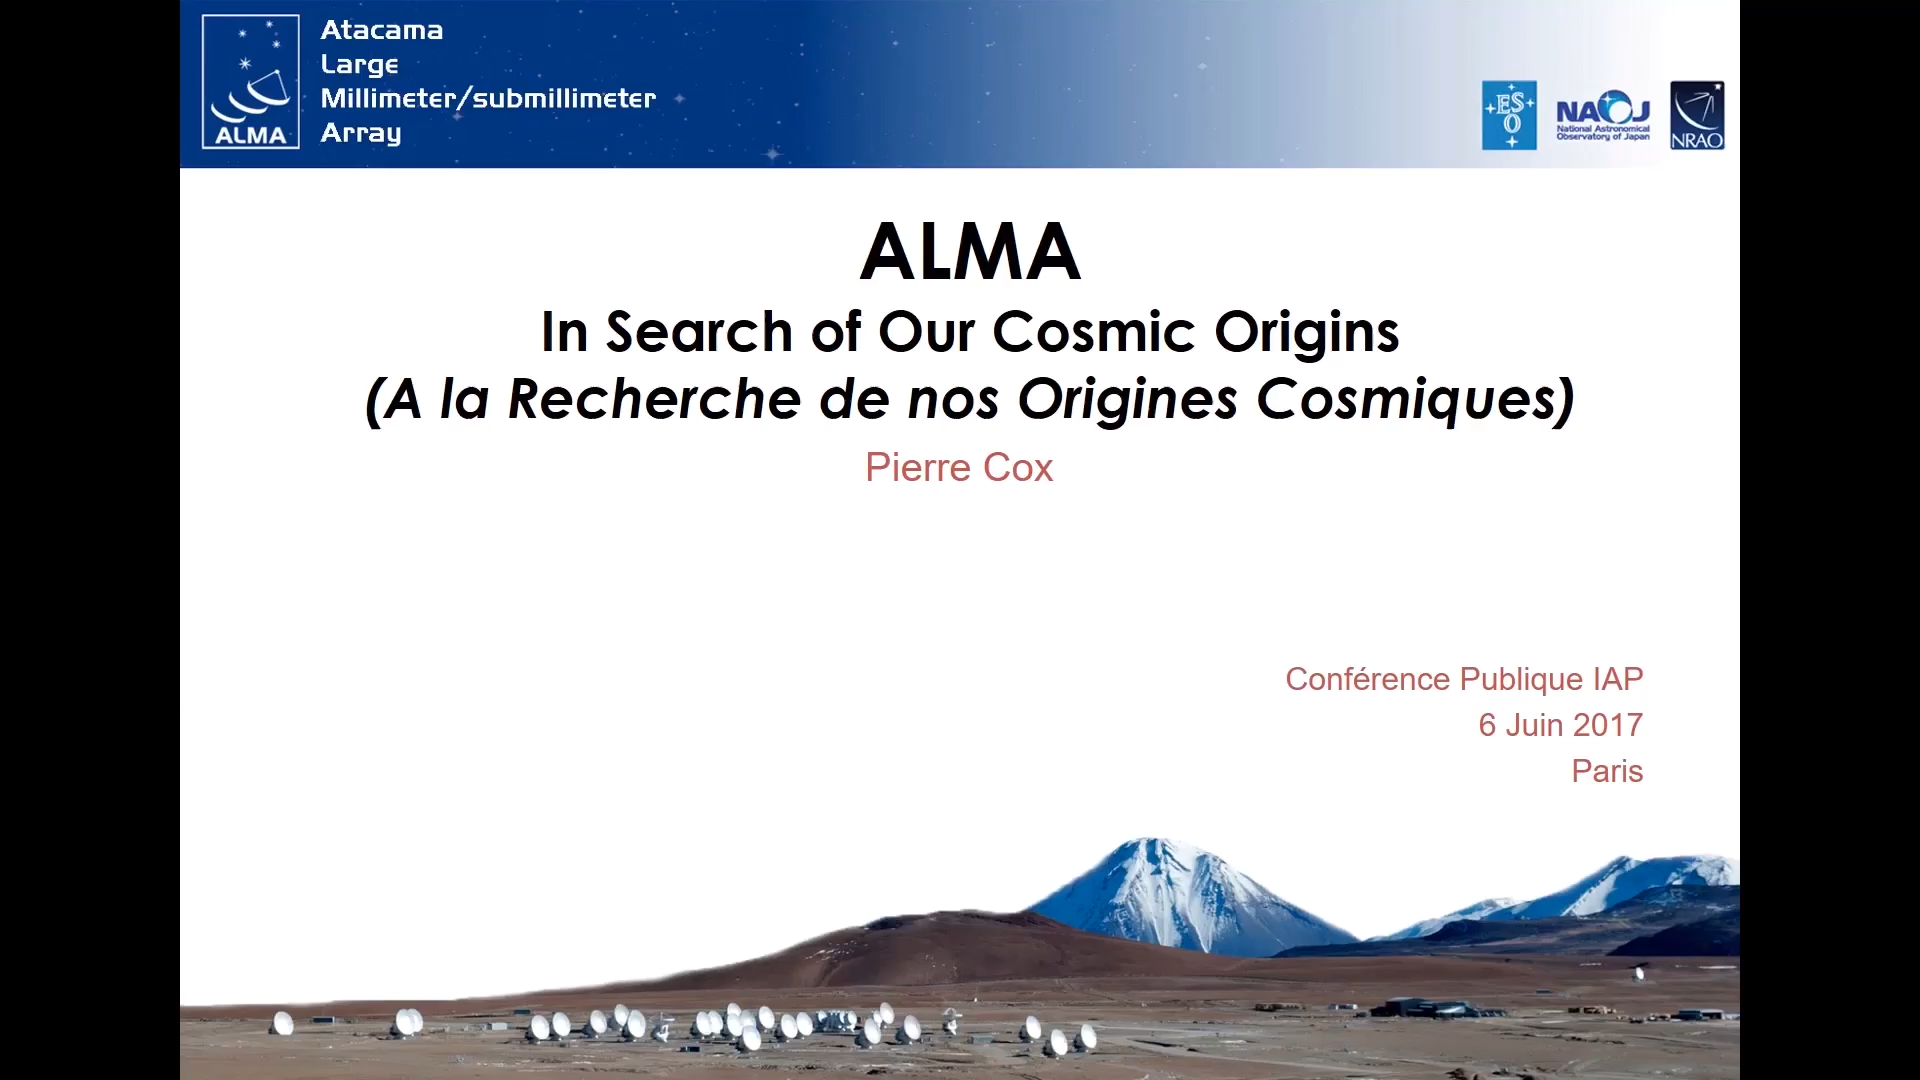 Atacama
Large
Millimeter/submillimeter
Array
ALMA
ESO
NAOJ
National Astronomical
Observatory of Japan
NRAO
ALMA
In Search of Our Cosmic Origins
(A la Recherche de nos Origines Cosmiques)
Pierre Cox
Conférence Publique IAP
6 Juin 2017
Paris